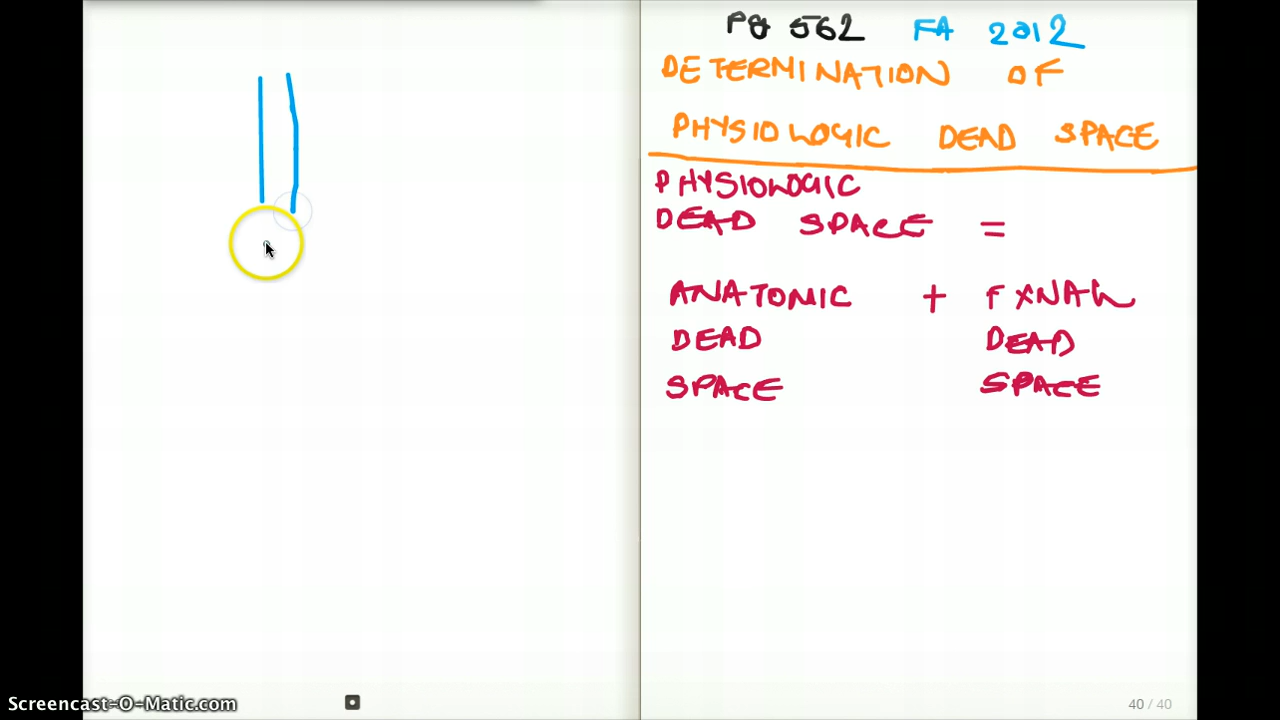 PG 562 FA 2012
DETERMINATION OF
PHYSIOLOGIC DEAD SPACE
PHYSIOLOGIC
DEAD SPACE =
ANATOMIC + FXNAL
DEAD DEAD
SPACE SPACE
Screencast-O-Matic.com
40 / 40